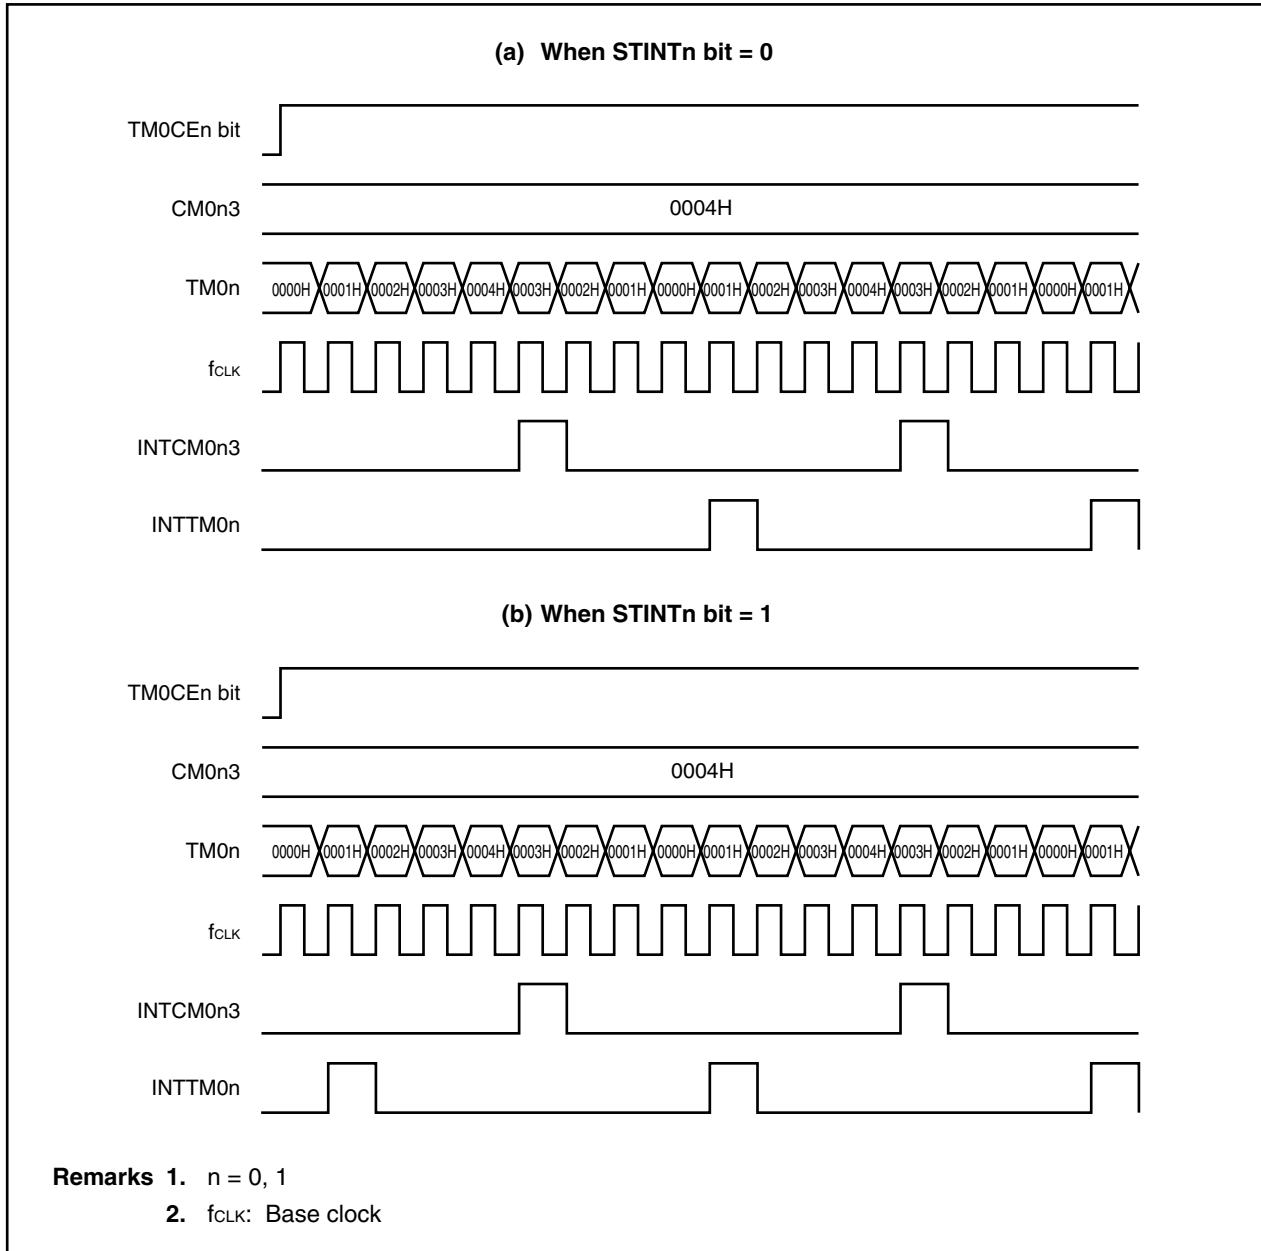 (a) When STINTn bit = 0
TM0CEn bit
CM0n3
0004H
TM0n
0000H 0001H 0002H 0003H 0004H 0003H 0002H 0001H 0000H 0001H 0002H 0003H 0004H 0003H 0002H 0001H 0000H 0001H
fCLK
INTCM0n3
INTTM0n
(b) When STINTn bit = 1
TM0CEn bit
CM0n3
0004H
TM0n
0000H 0001H 0002H 0003H 0004H 0003H 0002H 0001H 0000H 0001H 0002H 0003H 0004H 0003H 0002H 0001H 0000H 0001H
fCLK
INTCM0n3
INTTM0n
Remarks 1. n = 0, 1
2. fCLK: Base clock